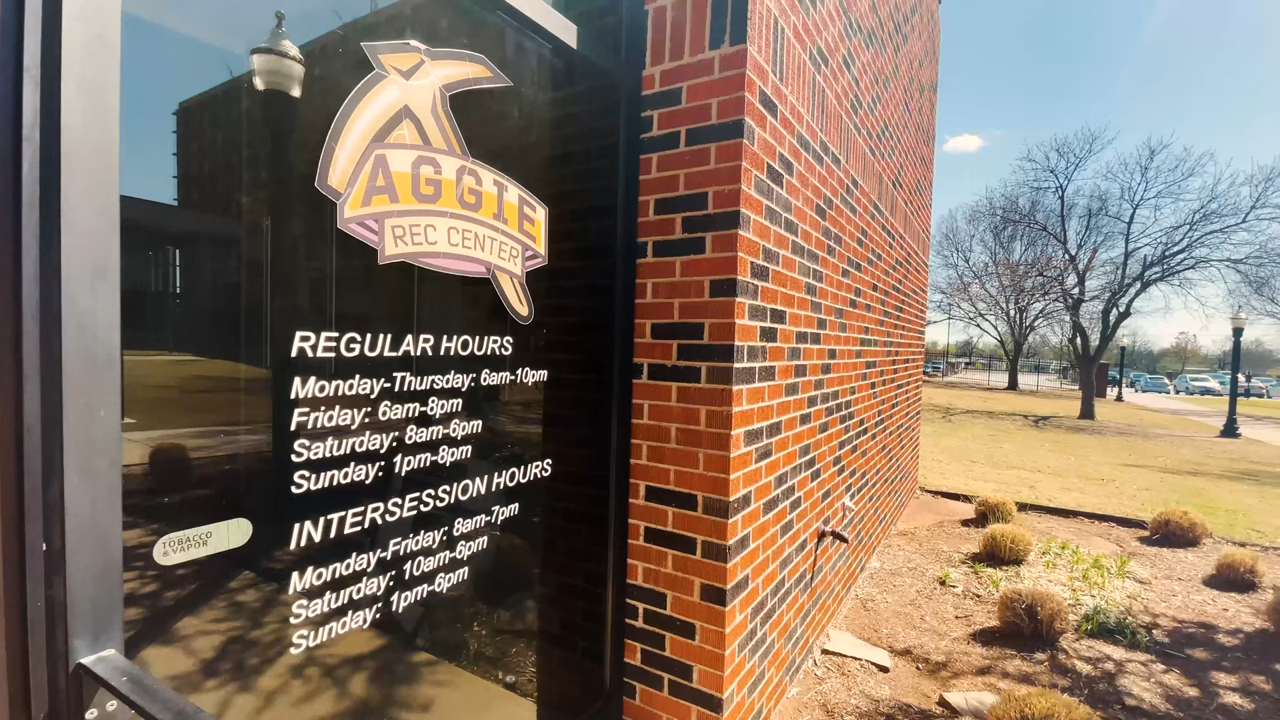 AGGIE
REC CENTER
REGULAR HOURS
Monday-Thursday: 6am-10pm
Friday: 6am-8pm
Saturday: 8am-6pm
Sunday: 1pm-8pm
INTERSESSION HOURS
Monday-Friday: 8am-7pm
Saturday: 10am-6pm
Sunday: 1pm-6pm
TOBACCO
& VAPOR